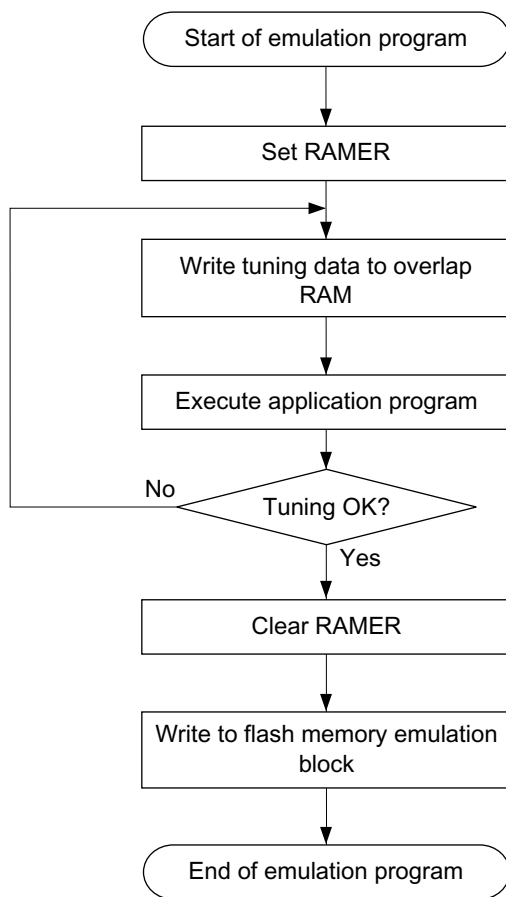 Start of emulation program
Set RAMER
Write tuning data to overlap
RAM
Execute application program
No
Tuning OK?
Yes
Clear RAMER
Write to flash memory emulation
block
End of emulation program